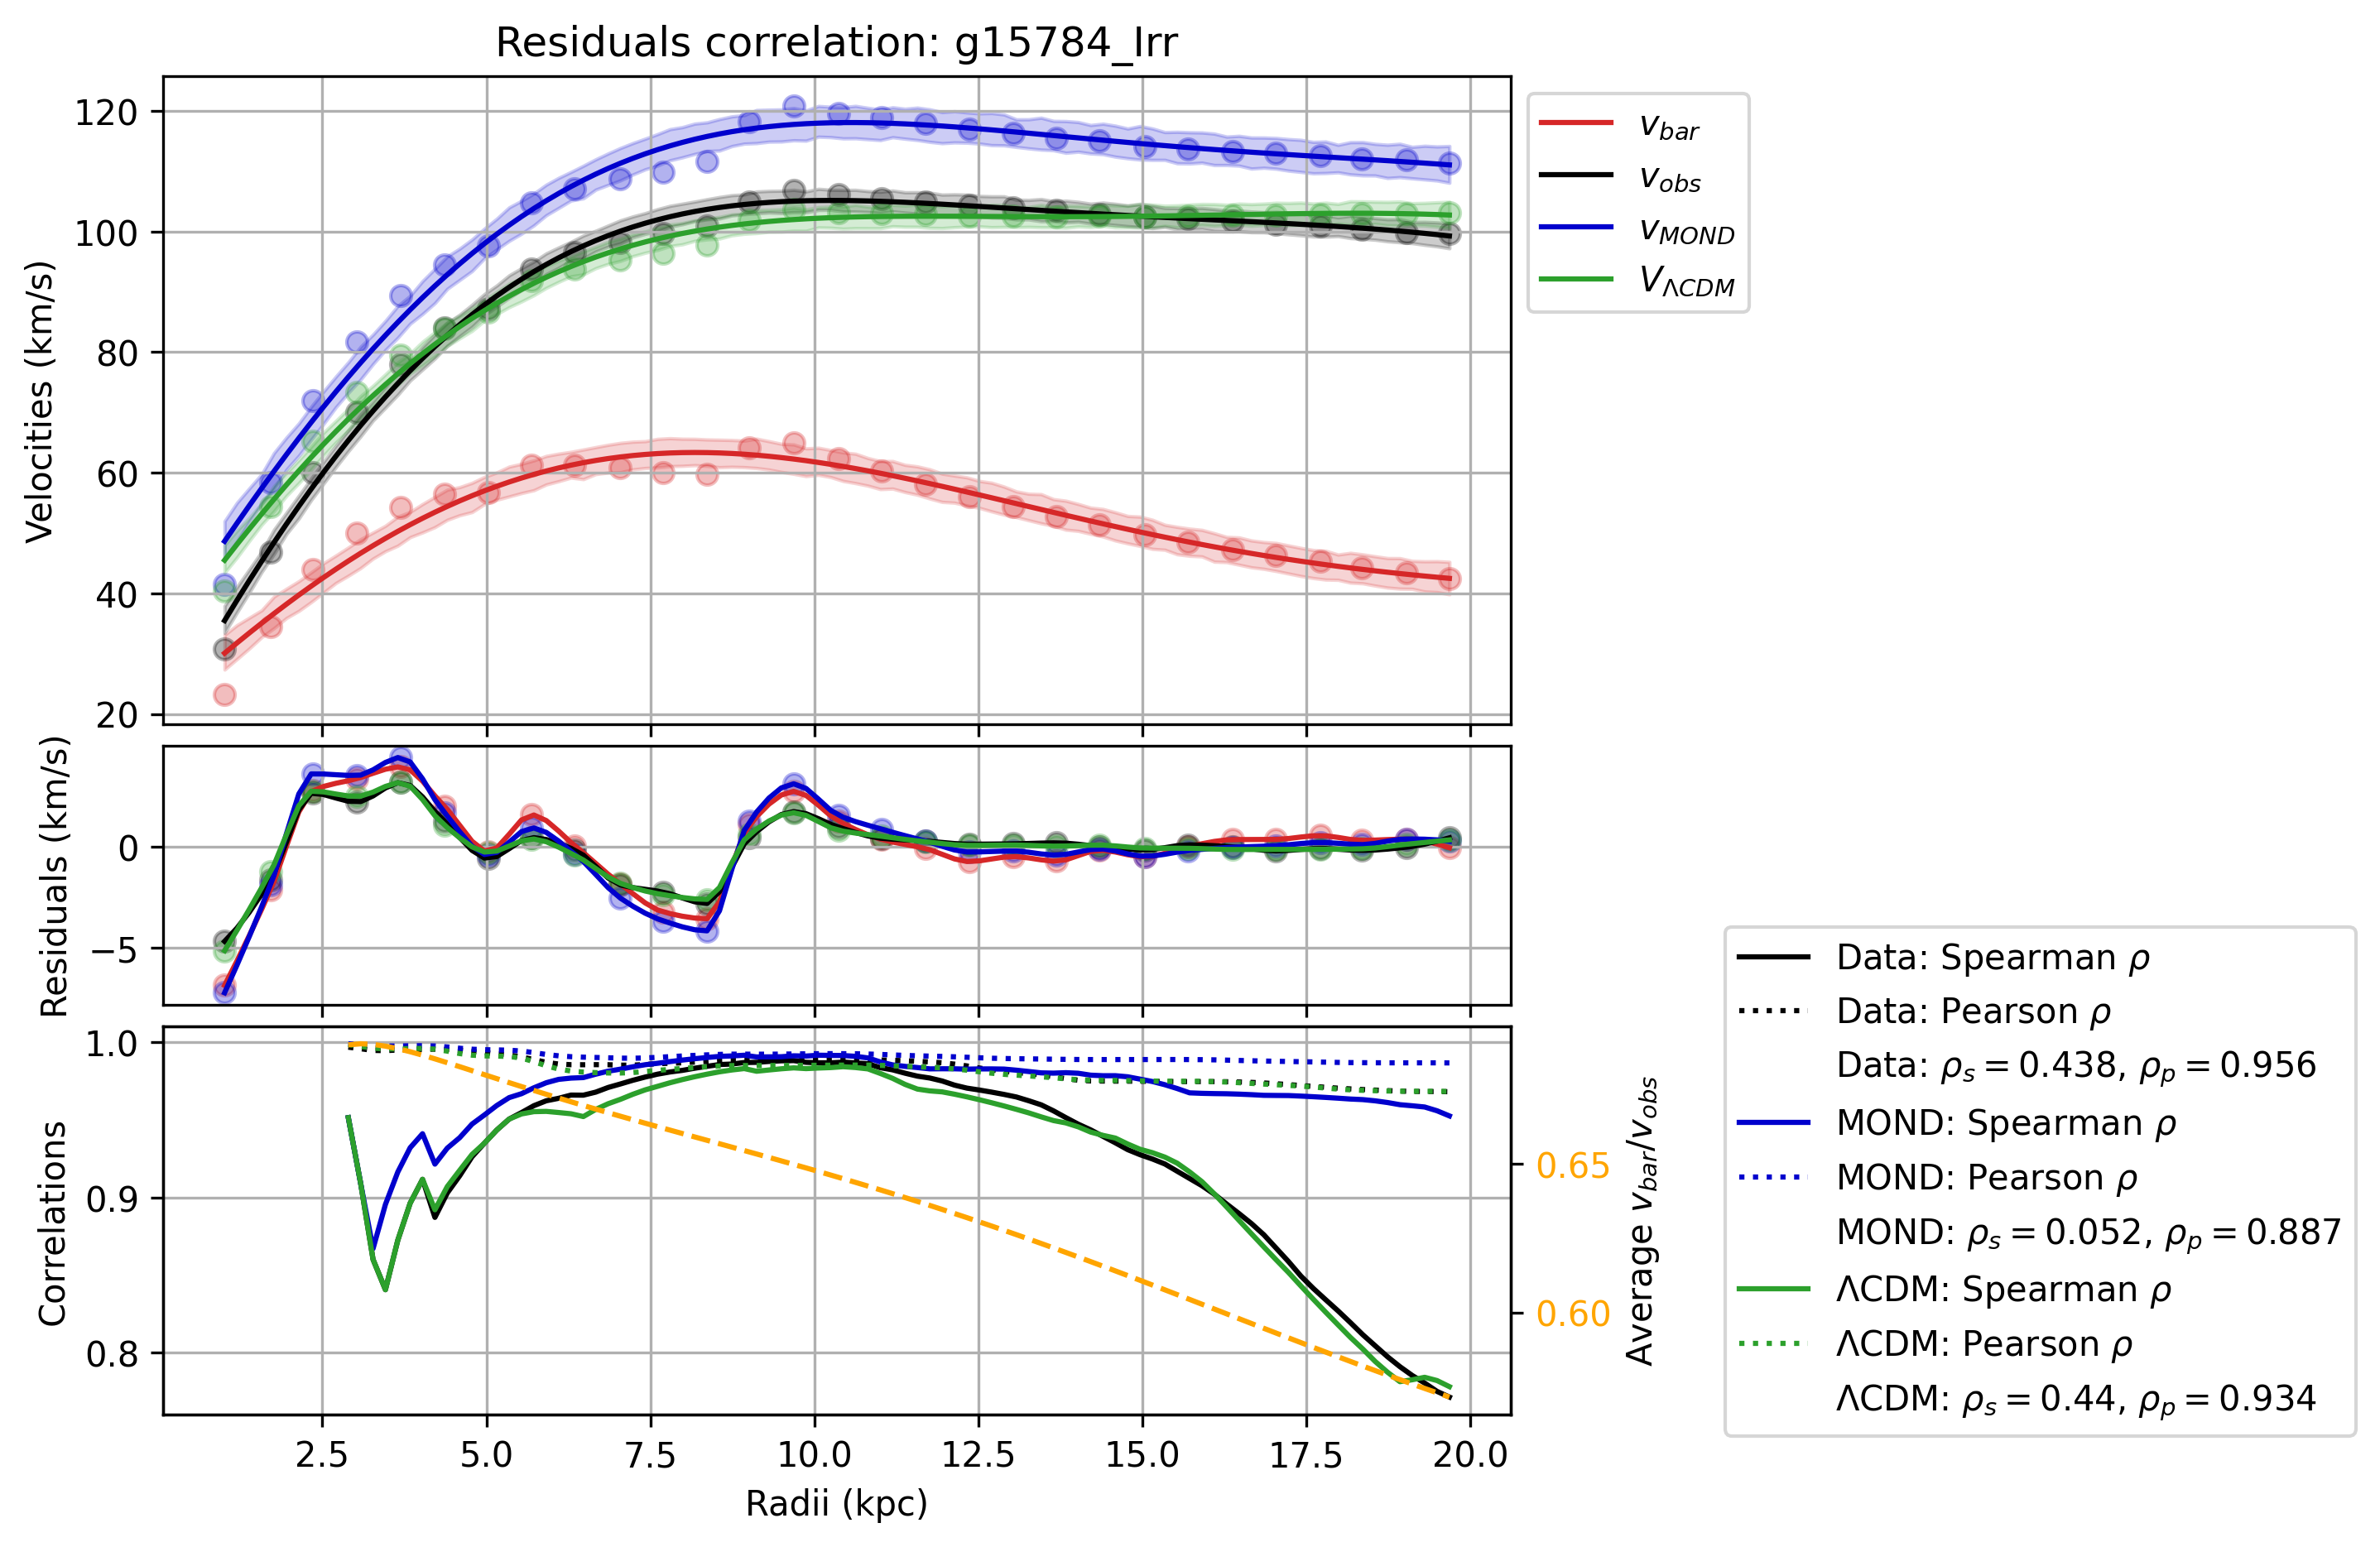 Residuals correlation: g15784_Irr
Velocities (km/s)
120
100
80
60
40
20
v_bar
v_obs
v_MOND
V_ΛCDM
Residuals (km/s)
0
−5
Correlations
1.0
0.9
0.8
0.65
0.60
Average v_bar/v_obs
2.5 5.0 7.5 10.0 12.5 15.0 17.5 20.0
Radii (kpc)
Data: Spearman ρ
Data: Pearson ρ
Data: ρ_s = 0.438, ρ_p = 0.956
MOND: Spearman ρ
MOND: Pearson ρ
MOND: ρ_s = 0.052, ρ_p = 0.887
ΛCDM: Spearman ρ
ΛCDM: Pearson ρ
ΛCDM: ρ_s = 0.44, ρ_p = 0.934